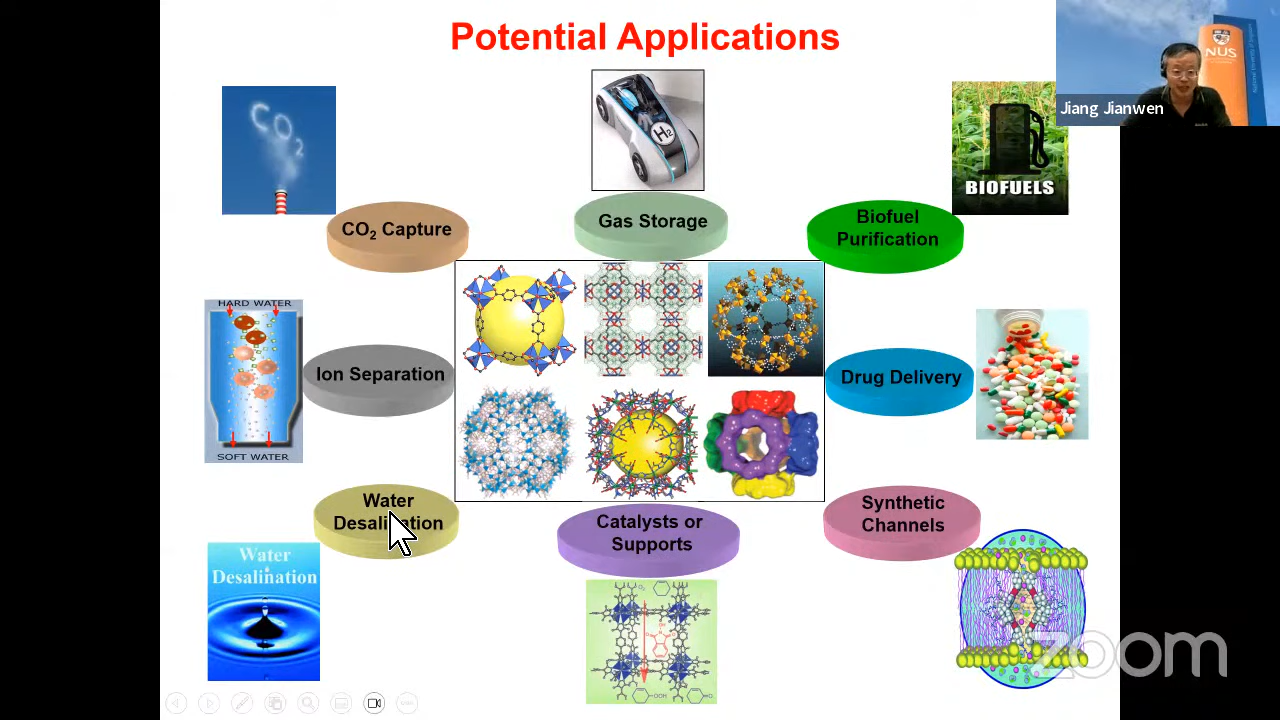 Potential Applications
NUS
Jiang Jianwen
CO2
H2
BIOFUELS
CO₂ Capture
Gas Storage
Biofuel
Purification
HARD WATER
SOFT WATER
Ion Separation
Drug Delivery
Water
Desalination
Catalysts or
Supports
Synthetic
Channels
Water
Desalination
zoom